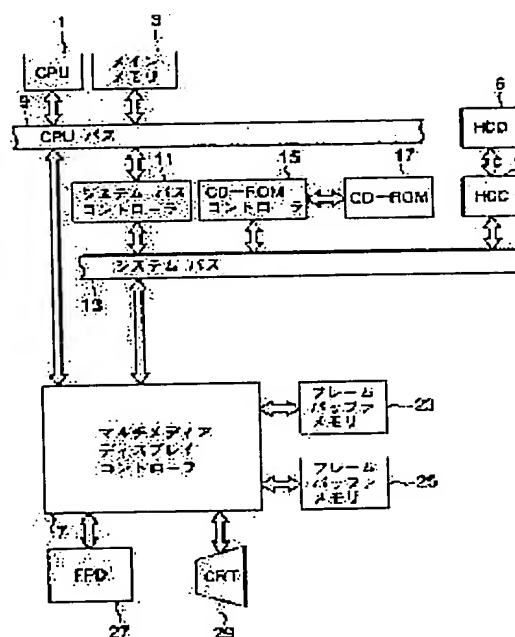 1
3
CPU
メイン
メモリ
9
CPU バス
6
HDD
11
15
17
システム バス
コントローラ
CD-ROM
コントローラ
CD-ROM
HDC
システム バス
13
マルチメディア
ディスプレイ
コントローラ
フレーム
バッファ
メモリ
23
フレーム
バッファ
メモリ
25
7
FPD
CRT
27
29